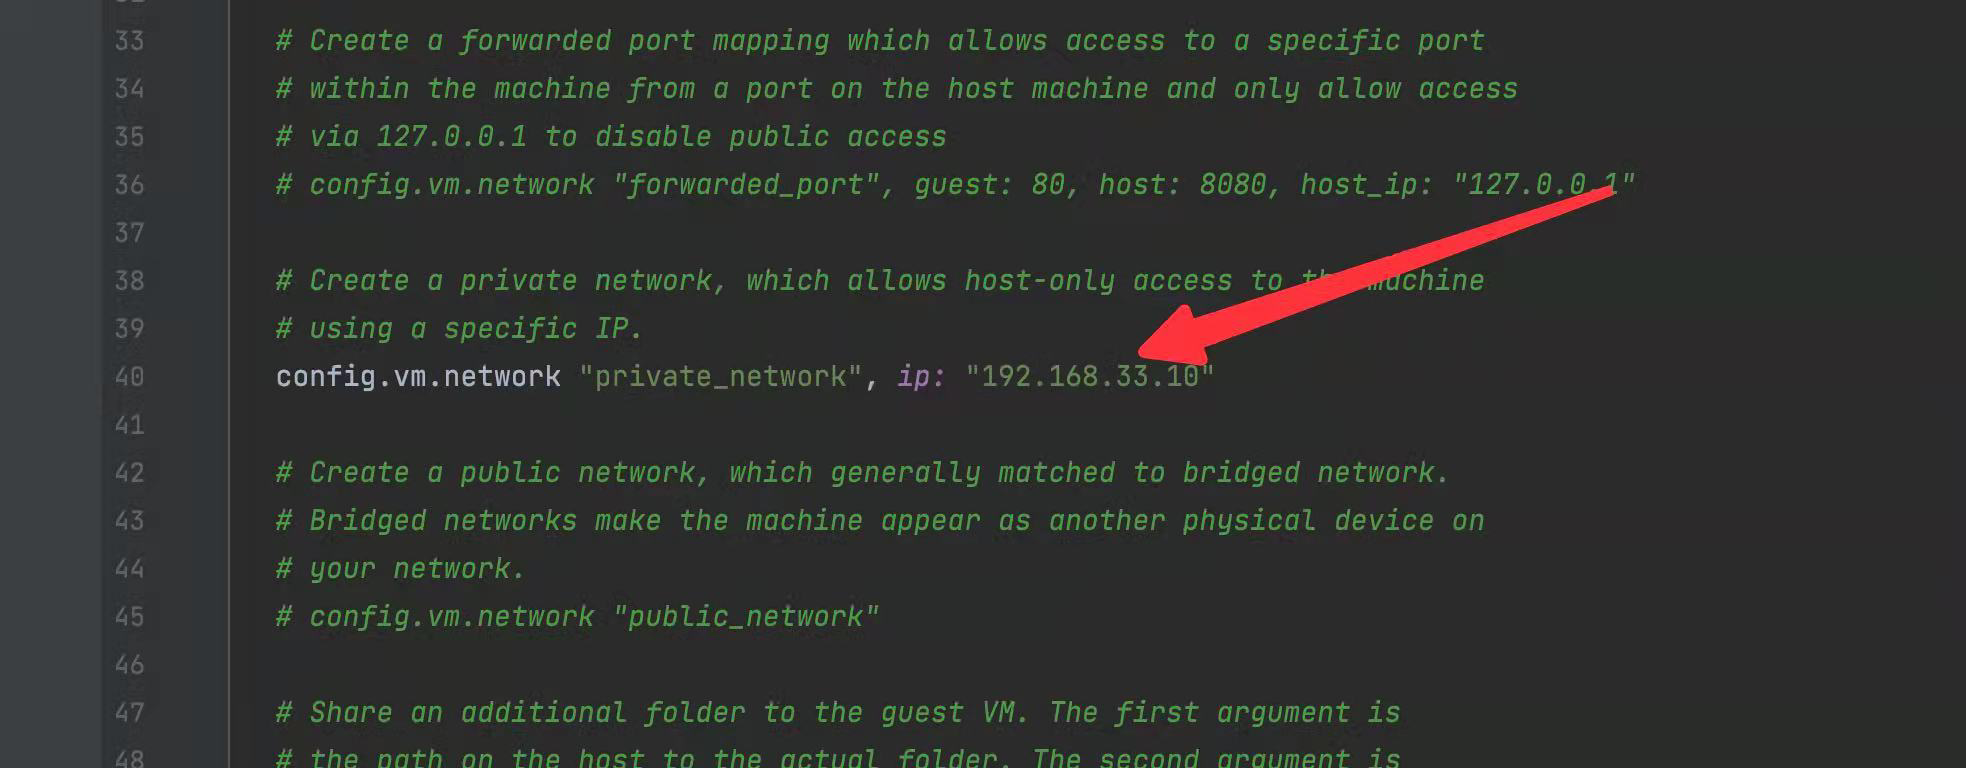 33 # Create a forwarded port mapping which allows access to a specific port
34 # within the machine from a port on the host machine and only allow access
35 # via 127.0.0.1 to disable public access
36 # config.vm.network "forwarded_port", guest: 80, host: 8080, host_ip: "127.0.0.1"
37
38 # Create a private network, which allows host-only access to the machine
39 # using a specific IP.
40 config.vm.network "private_network", ip: "192.168.33.10"
41
42 # Create a public network, which generally matched to bridged network.
43 # Bridged networks make the machine appear as another physical device on
44 # your network.
45 # config.vm.network "public_network"
46
47 # Share an additional folder to the guest VM. The first argument is
48 # the path on the host to the actual folder. The second argument is